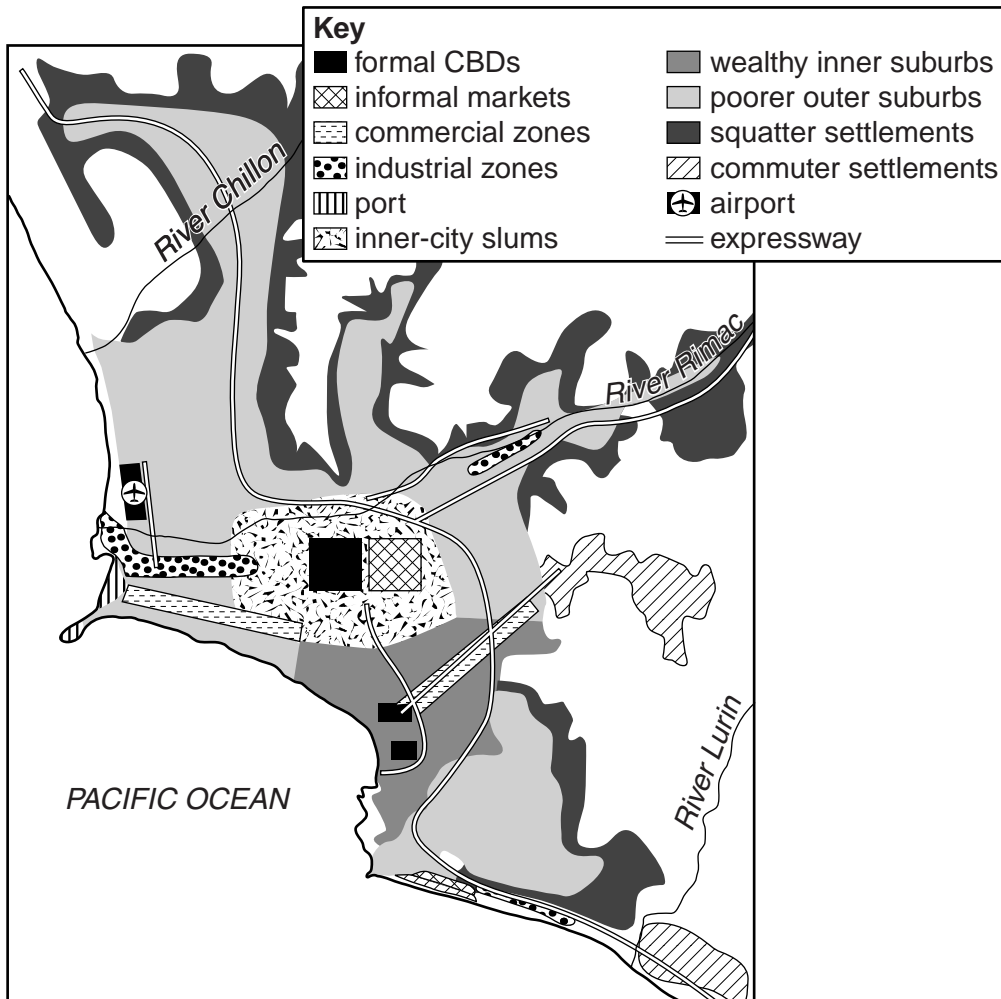 Key
formal CBDs
informal markets
commercial zones
industrial zones
port
inner-city slums
wealthy inner suburbs
poorer outer suburbs
squatter settlements
commuter settlements
airport
expressway
River Chillon
River Rimac
River Lurin
PACIFIC OCEAN